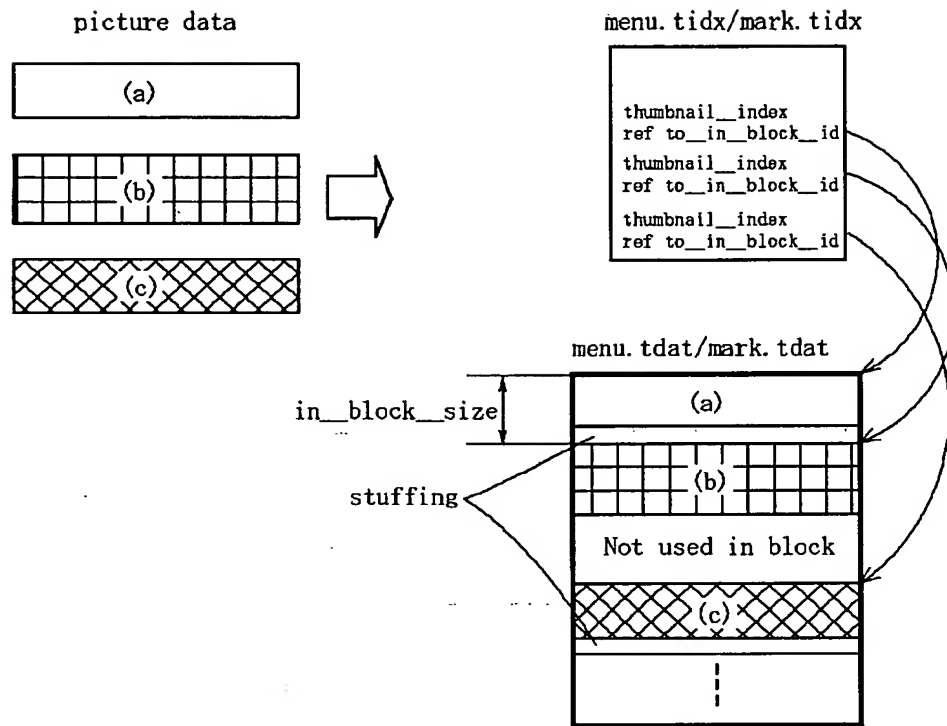 picture data
(a)
(b)
(c)
menu.tidx/mark.tidx
thumbnail__index
ref to__in__block__id
thumbnail__index
ref to__in__block__id
thumbnail__index
ref to__in__block__id
menu.tdat/mark.tdat
in__block__size
(a)
stuffing
(b)
Not used in block
(c)